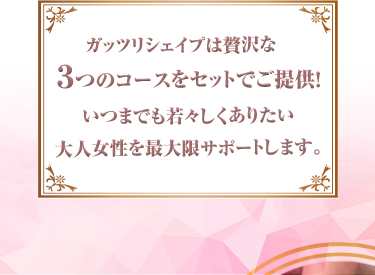 ガッツリシェイプは贅沢な
3つのコースをセットでご提供!
いつまでも若々しくありたい
大人女性を最大限サポートします。